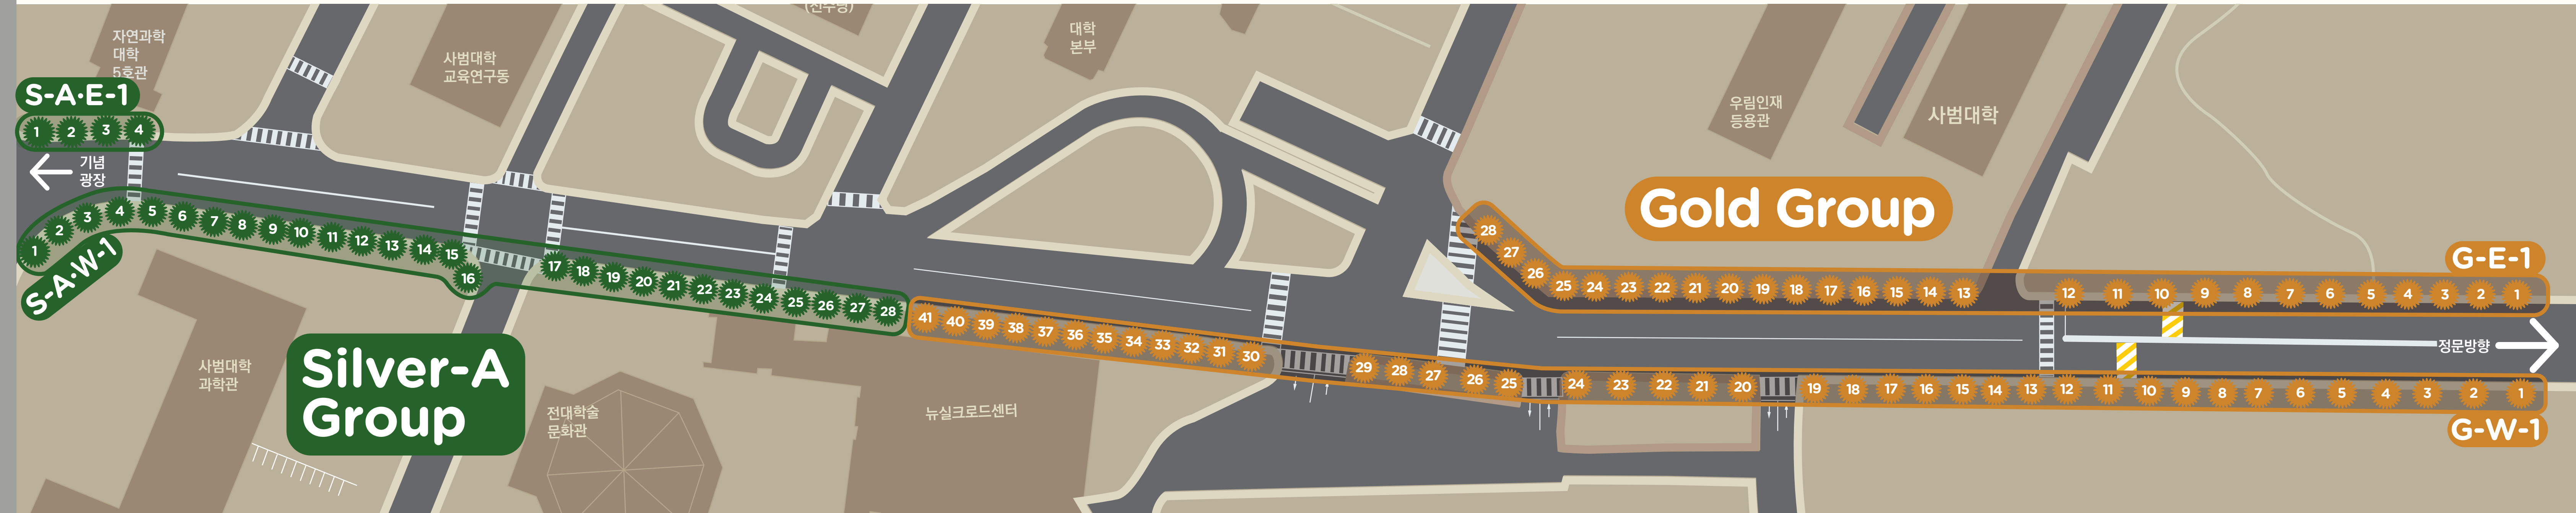 (진수당)
자연과학
대학
5호관
사범대학
교육연구동
대학
본부
우림인재
등용관
사범대학
S-A·E-1
1 2 3 4
기념
광장
S-A·W-1
1 2 3 4 5 6 7 8 9 10 11 12 13 14 15 16 17 18 19 20 21 22 23 24 25 26 27 28
Silver-A
Group
사범대학
과학관
전대학술
문화관
뉴실크로드센터
Gold Group
G-E-1
28 27 26 25 24 23 22 21 20 19 18 17 16 15 14 13 12 11 10 9 8 7 6 5 4 3 2 1
정문방향
41 40 39 38 37 36 35 34 33 32 31 30 29 28 27 26 25 24 23 22 21 20 19 18 17 16 15 14 13 12 11 10 9 8 7 6 5 4 3 2 1
G-W-1